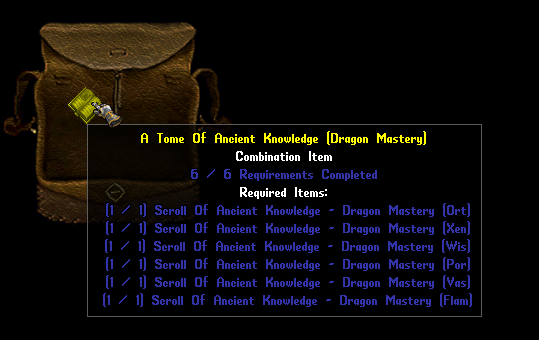 A Tome Of Ancient Knowledge (Dragon Mastery)
Combination Item
6 / 6 Requirements Completed
Required Items:
(1 / 1) Scroll Of Ancient Knowledge - Dragon Mastery (Ort)
(1 / 1) Scroll Of Ancient Knowledge - Dragon Mastery (Xen)
(1 / 1) Scroll Of Ancient Knowledge - Dragon Mastery (Wis)
(1 / 1) Scroll Of Ancient Knowledge - Dragon Mastery (Por)
(1 / 1) Scroll Of Ancient Knowledge - Dragon Mastery (Vas)
(1 / 1) Scroll Of Ancient Knowledge - Dragon Mastery (Flam)